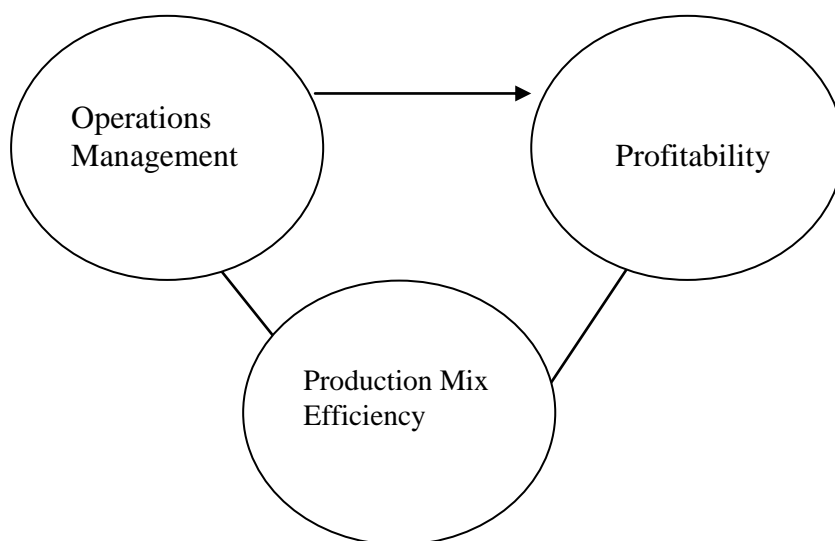 Operations
Management
Profitability
Production Mix
Efficiency